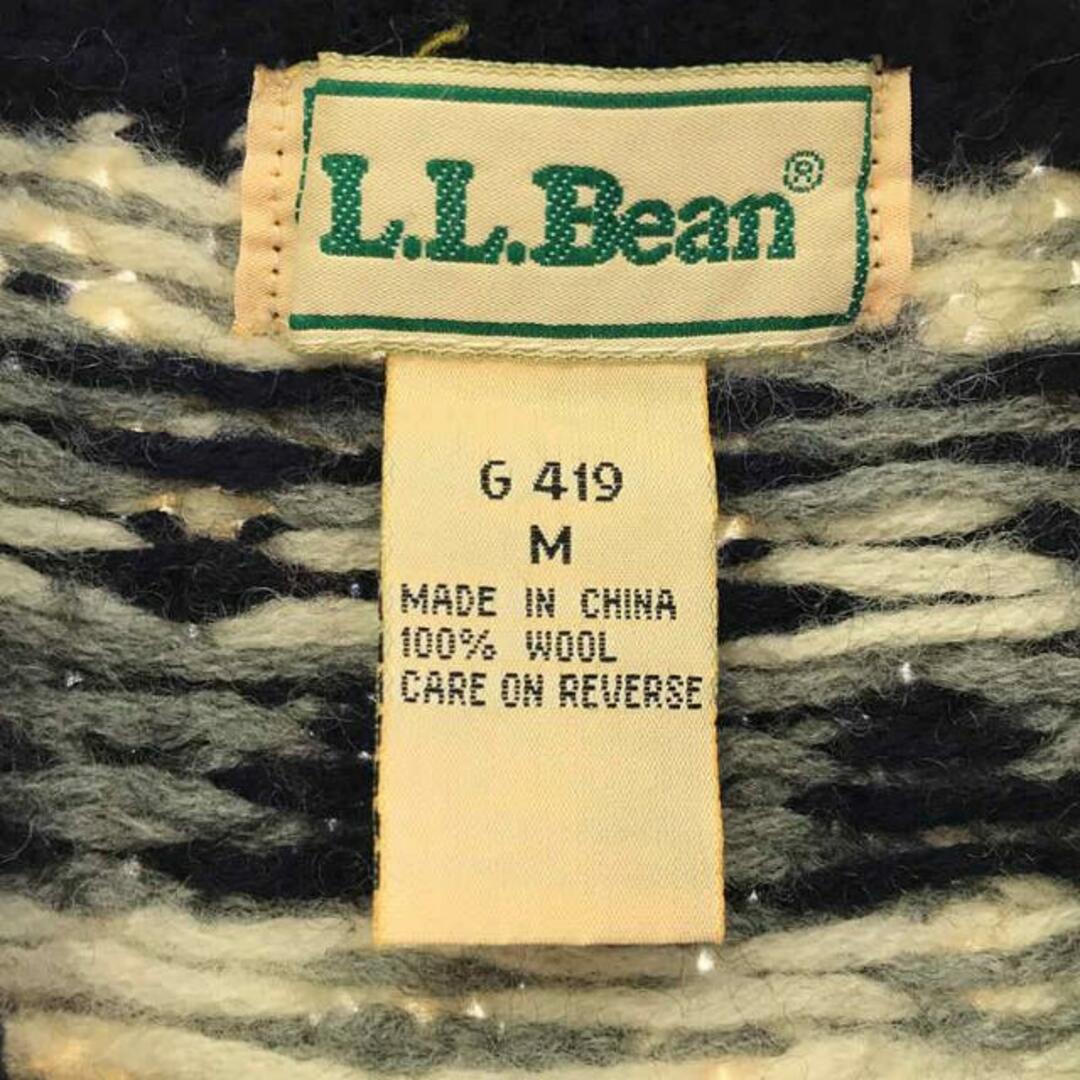 L.L.Bean®
G 419
M
MADE IN CHINA
100% WOOL
CARE ON REVERSE